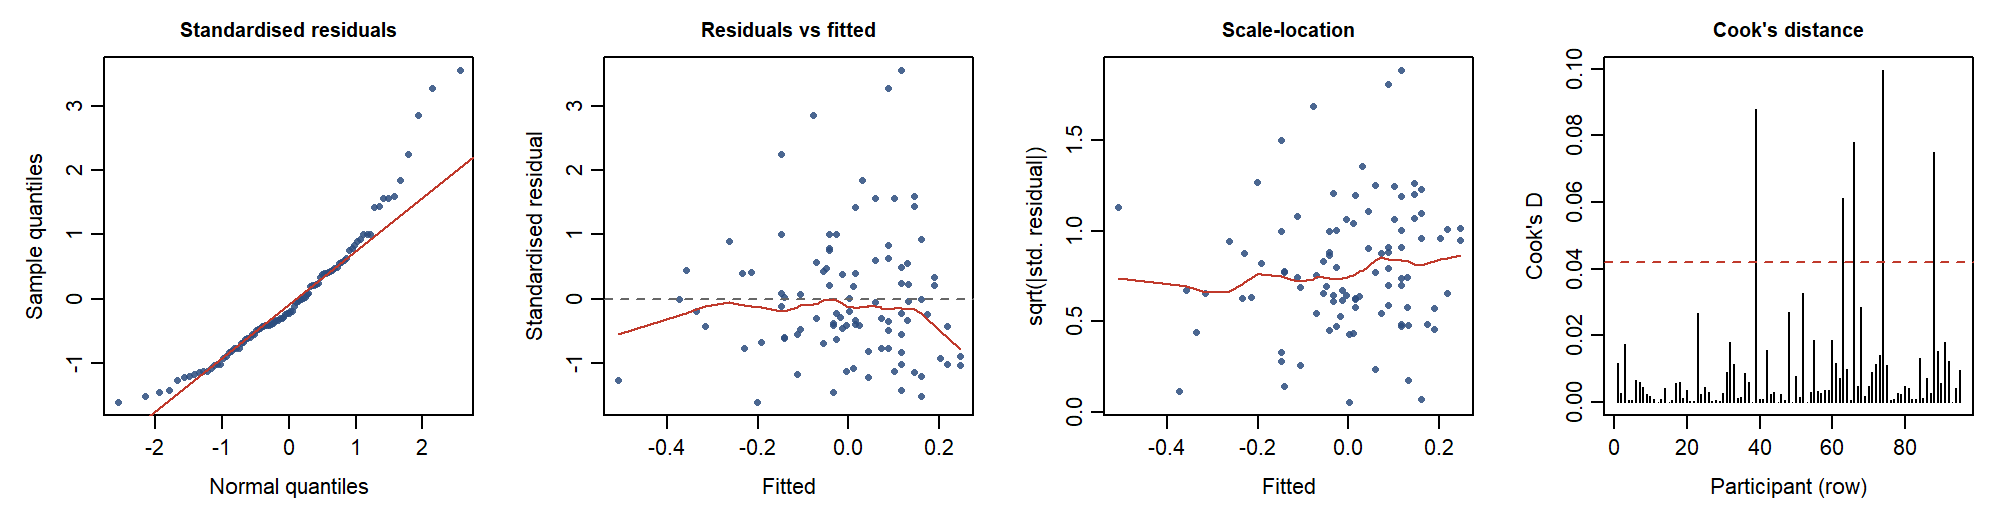 Standardised residuals
Sample quantiles
3
2
1
0
-1
-2 -1 0 1 2
Normal quantiles
Residuals vs fitted
Standardised residual
3
2
1
0
-1
-0.4 -0.2 0.0 0.2
Fitted
Scale-location
sqrt(|std. residual|)
1.5
1.0
0.5
0.0
-0.4 -0.2 0.0 0.2
Fitted
Cook's distance
Cook's D
0.10
0.08
0.06
0.04
0.02
0.00
0 20 40 60 80
Participant (row)